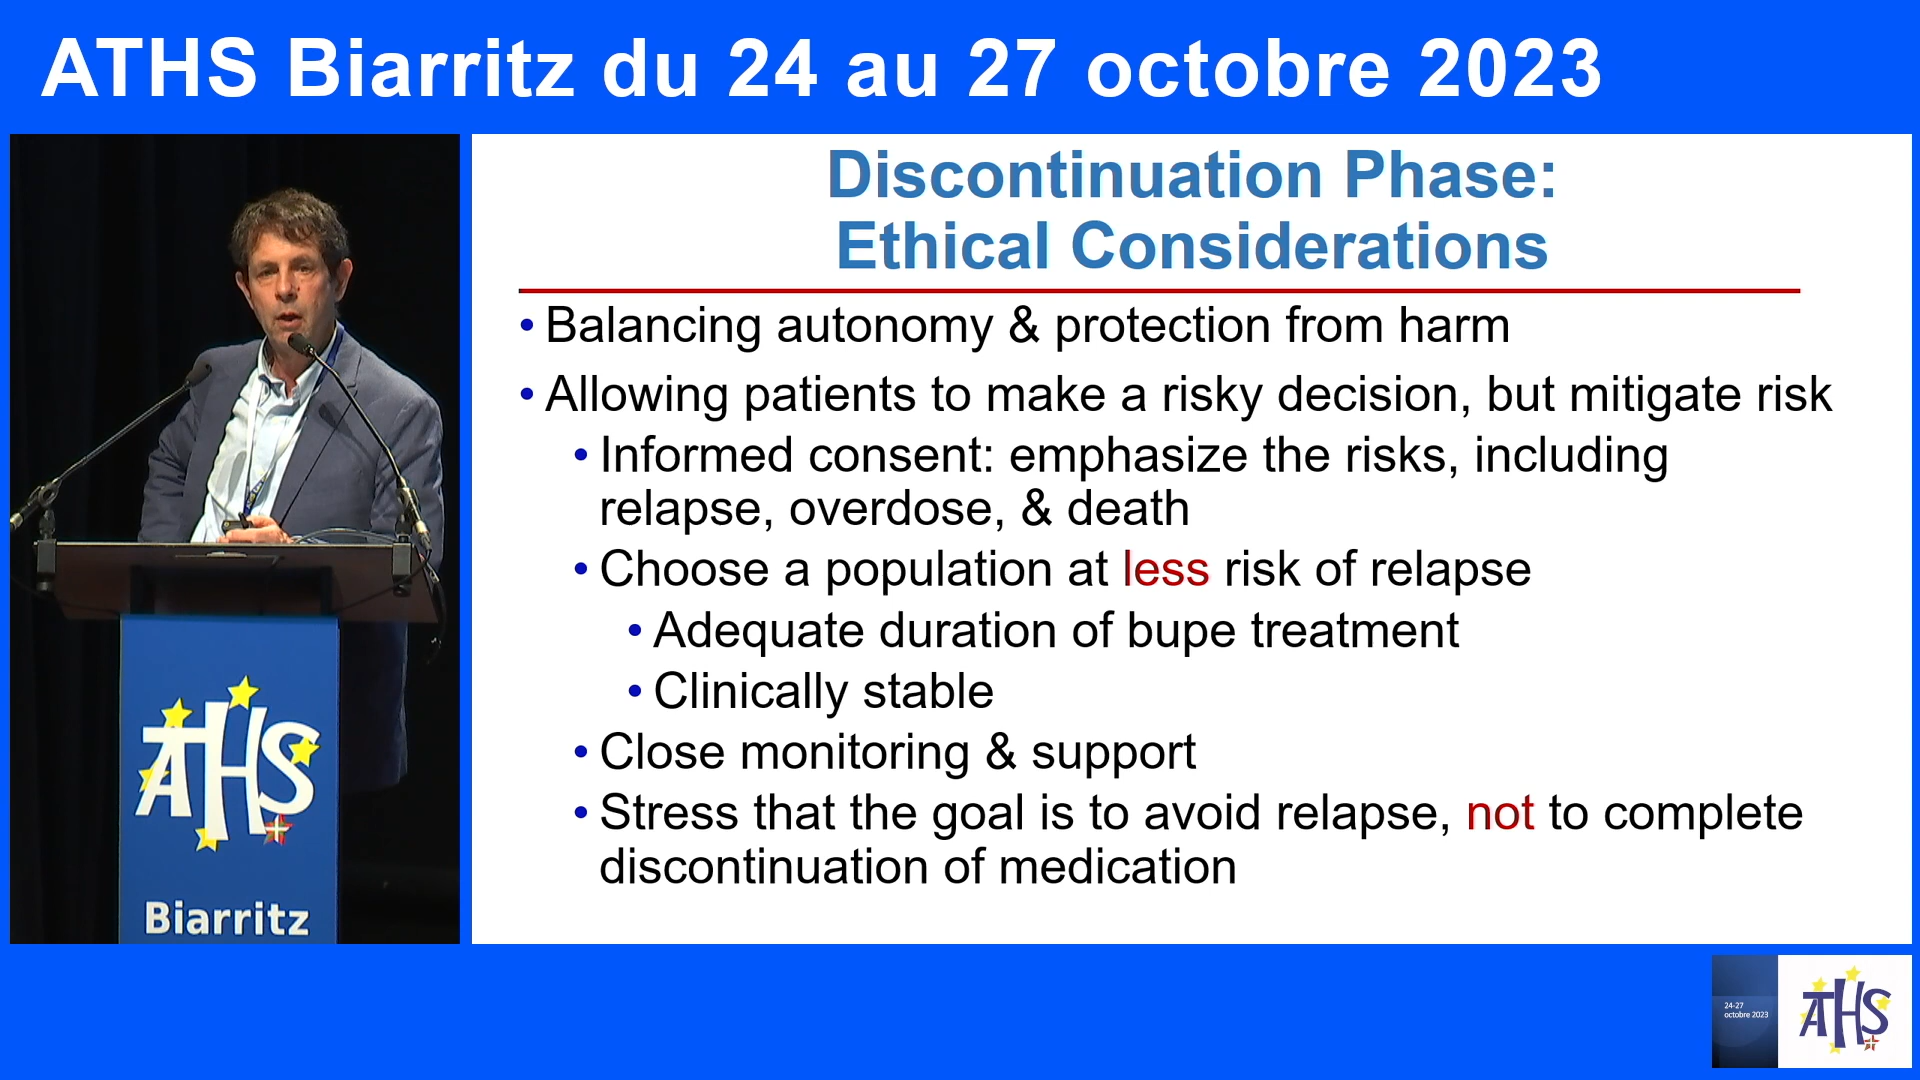 ATHS Biarritz du 24 au 27 octobre 2023
Discontinuation Phase:
Ethical Considerations
• Balancing autonomy & protection from harm
• Allowing patients to make a risky decision, but mitigate risk
• Informed consent: emphasize the risks, including
relapse, overdose, & death
• Choose a population at less risk of relapse
• Adequate duration of bupe treatment
• Clinically stable
• Close monitoring & support
• Stress that the goal is to avoid relapse, not to complete
discontinuation of medication
ATHS
Biarritz
24-27
octobre 2023
ATHS